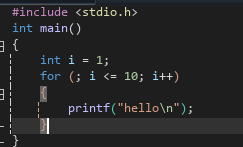 #include <stdio.h>
int main()
{
    int i = 1;
    for (; i <= 10; i++)
    {
        printf("hello\n");
    }
}